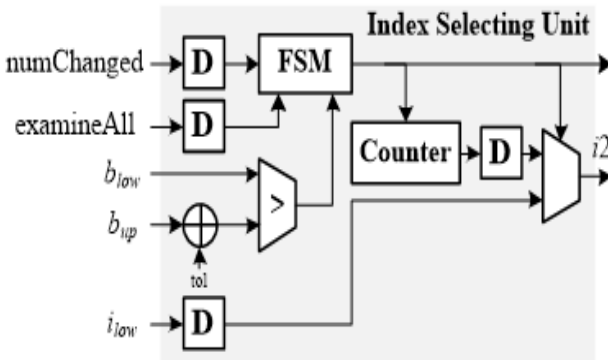 Index Selecting Unit
numChanged
D
FSM
examineAll
D
Counter
D
i2
b_low
>
b_up
tol
i_low
D